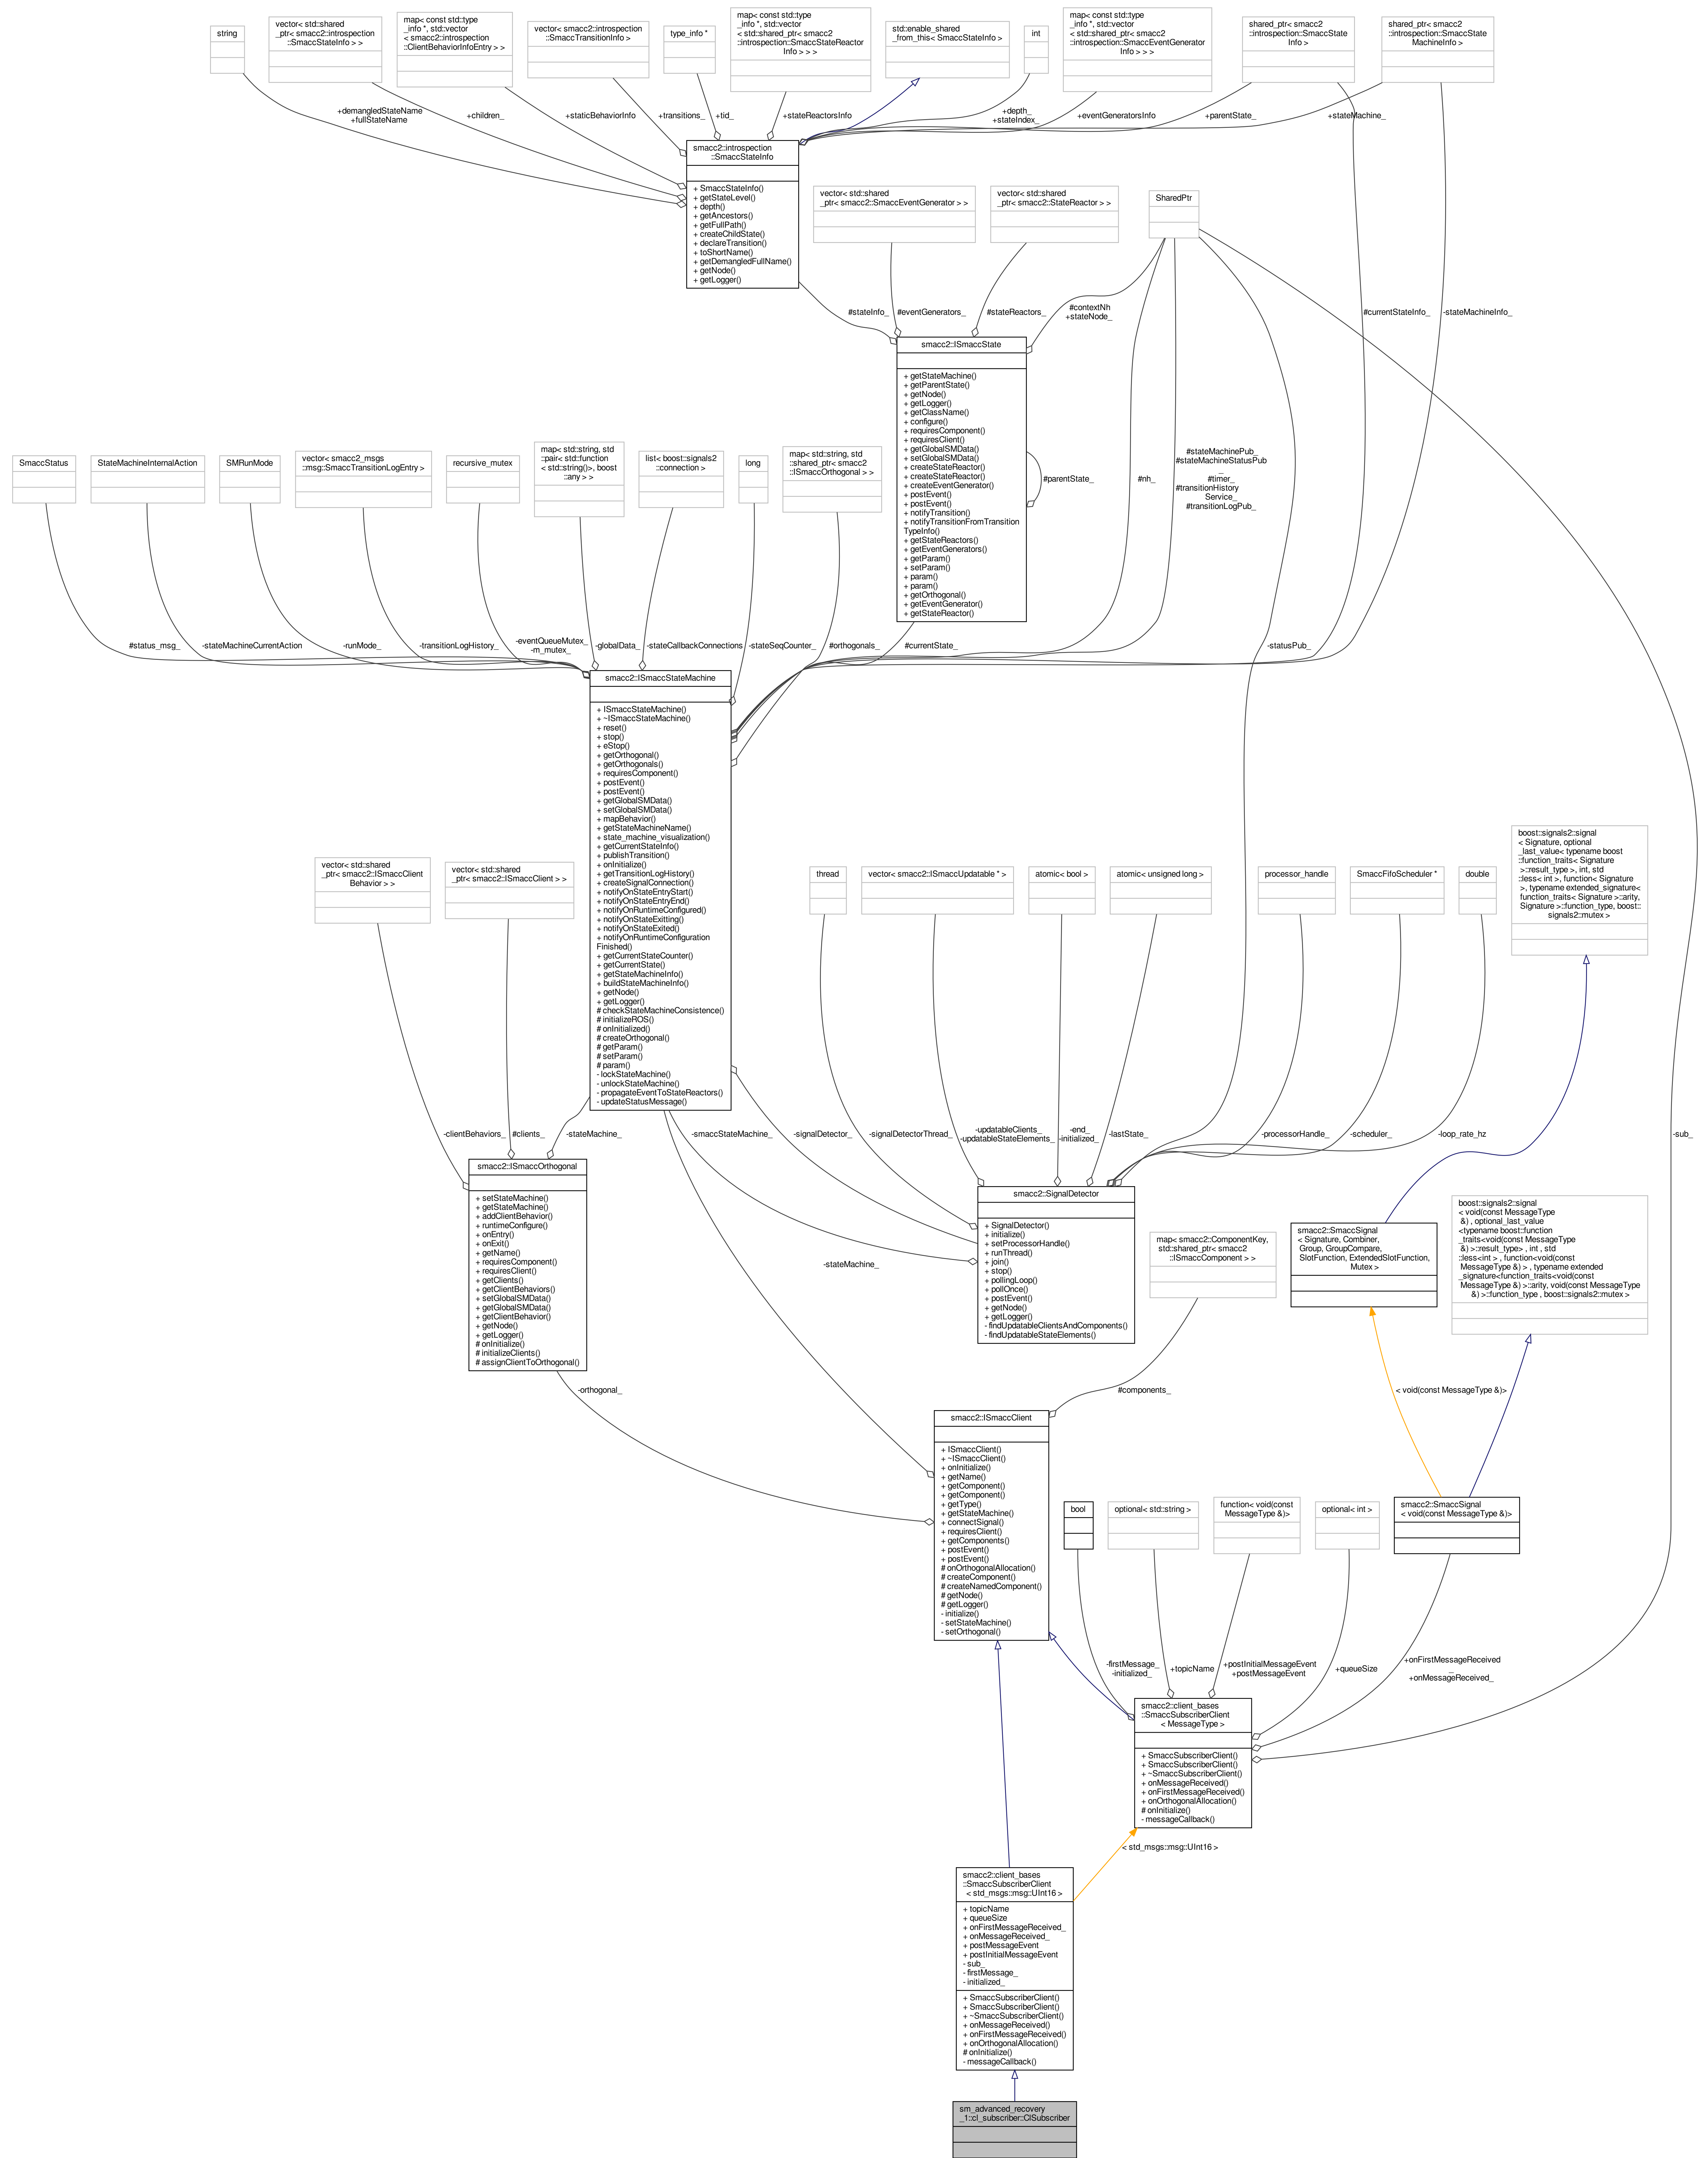 string
vector< std::shared
_ptr< smacc2::introspection
::SmaccStateInfo > >
map< const std::type
_info *, std::vector
< smacc2::introspection
::ClientBehaviorInfoEntry > >
vector< smacc2::introspection
::SmaccTransitionInfo >
type_info *
map< const std::type
_info *, std::vector
< std::shared_ptr< smacc2
::introspection::SmaccStateReactor
Info > > >
std::enable_shared
_from_this< SmaccStateInfo >
int
map< const std::type
_info *, std::vector
< std::shared_ptr< smacc2
::introspection::SmaccEventGenerator
Info > > >
shared_ptr< smacc2
::introspection::SmaccState
Info >
shared_ptr< smacc2
::introspection::SmaccState
MachineInfo >
+demangledStateName
+fullStateName
+children_
+staticBehaviorInfo
+transitions_
+tid_
+stateReactorsInfo
+depth_
+stateIndex_
+eventGeneratorsInfo
+parentState_
+stateMachine_
smacc2::introspection
::SmaccStateInfo
+ SmaccStateInfo()
+ getStateLevel()
+ depth()
+ getAncestors()
+ getFullPath()
+ createChildState()
+ declareTransition()
+ toShortName()
+ getDemangledFullName()
+ getNode()
+ getLogger()
vector< std::shared
_ptr< smacc2::SmaccEventGenerator > >
vector< std::shared
_ptr< smacc2::StateReactor > >
SharedPtr
#stateInfo_
#eventGenerators_
#stateReactors_
#contextNh
+stateNode_
#currentStateInfo_
-stateMachineInfo_
smacc2::ISmaccState
+ getStateMachine()
+ getParentState()
+ getNode()
+ getLogger()
+ getClassName()
+ configure()
+ requiresComponent()
+ requiresClient()
+ getGlobalSMData()
+ setGlobalSMData()
+ createStateReactor()
+ createStateReactor()
+ createEventGenerator()
+ postEvent()
+ postEvent()
+ notifyTransition()
+ notifyTransitionFromTransition
TypeInfo()
+ getStateReactors()
+ getEventGenerators()
+ getParam()
+ setParam()
+ param()
+ param()
+ getOrthogonal()
+ getEventGenerator()
+ getStateReactor()
#parentState_
#nh_
#stateMachinePub_
#stateMachineStatusPub
_
#timer_
#transitionHistory
Service_
#transitionLogPub_
SmaccStatus
StateMachineInternalAction
SMRunMode
vector< smacc2_msgs
::msg::SmaccTransitionLogEntry >
recursive_mutex
map< std::string, std
::pair< std::function
< std::string()>, boost
::any > >
list< boost::signals2
::connection >
long
map< std::string, std
::shared_ptr< smacc2
::ISmaccOrthogonal > >
#status_msg_
-stateMachineCurrentAction
-runMode_
-transitionLogHistory_
-eventQueueMutex_
-m_mutex_
-globalData_
-stateCallbackConnections
-stateSeqCounter_
#orthogonals_
#currentState_
-statusPub_
smacc2::ISmaccStateMachine
+ ISmaccStateMachine()
+ ~ISmaccStateMachine()
+ reset()
+ stop()
+ eStop()
+ getOrthogonal()
+ getOrthogonals()
+ requiresComponent()
+ postEvent()
+ postEvent()
+ getGlobalSMData()
+ setGlobalSMData()
+ mapBehavior()
+ getStateMachineName()
+ state_machine_visualization()
+ getCurrentStateInfo()
+ publishTransition()
+ onInitialize()
+ getTransitionLogHistory()
+ createSignalConnection()
+ notifyOnStateEntryStart()
+ notifyOnStateEntryEnd()
+ notifyOnRuntimeConfigured()
+ notifyOnStateExitting()
+ notifyOnStateExited()
+ notifyOnRuntimeConfiguration
Finished()
+ getCurrentStateCounter()
+ getCurrentState()
+ getStateMachineInfo()
+ buildStateMachineInfo()
+ getNode()
+ getLogger()
# checkStateMachineConsistence()
# initializeROS()
# onInitialized()
# createOrthogonal()
# getParam()
# setParam()
# param()
- lockStateMachine()
- unlockStateMachine()
- propagateEventToStateReactors()
- updateStatusMessage()
vector< std::shared
_ptr< smacc2::ISmaccClient
Behavior > >
vector< std::shared
_ptr< smacc2::ISmaccClient > >
thread
vector< smacc2::ISmaccUpdatable * >
atomic< bool >
atomic< unsigned long >
processor_handle
SmaccFifoScheduler *
double
boost::signals2::signal
< Signature, optional
_last_value< typename boost
::function_traits< Signature
>::result_type >, int, std
::less< int >, function< Signature
>, typename extended_signature<
function_traits< Signature >::arity,
Signature >::function_type, boost::
signals2::mutex >
-clientBehaviors_
#clients_
-stateMachine_
-smaccStateMachine_
-signalDetector_
-signalDetectorThread_
-updatableClients_
-updatableStateElements_
-end_
-initialized_
-lastState_
-processorHandle_
-scheduler_
-loop_rate_hz
-sub_
smacc2::ISmaccOrthogonal
+ setStateMachine()
+ getStateMachine()
+ addClientBehavior()
+ runtimeConfigure()
+ onEntry()
+ onExit()
+ getName()
+ requiresComponent()
+ requiresClient()
+ getClients()
+ getClientBehaviors()
+ setGlobalSMData()
+ getGlobalSMData()
+ getClientBehavior()
+ getNode()
+ getLogger()
# onInitialize()
# initializeClients()
# assignClientToOrthogonal()
smacc2::SignalDetector
+ SignalDetector()
+ initialize()
+ setProcessorHandle()
+ runThread()
+ join()
+ stop()
+ pollingLoop()
+ pollOnce()
+ postEvent()
+ getNode()
+ getLogger()
- findUpdatableClientsAndComponents()
- findUpdatableStateElements()
-stateMachine_
map< smacc2::ComponentKey,
std::shared_ptr< smacc2
::ISmaccComponent > >
smacc2::SmaccSignal
< Signature, Combiner,
Group, GroupCompare,
SlotFunction, ExtendedSlotFunction,
Mutex >
boost::signals2::signal
< void(const MessageType
&) , optional_last_value
<typename boost::function
_traits<void(const MessageType
&) >::result_type> , int , std
::less<int > , function<void(const
MessageType &) > , typename extended
_signature<function_traits<void(const
MessageType &) >::arity, void(const MessageType
&) >::function_type , boost::signals2::mutex >
-orthogonal_
#components_
< void(const MessageType &)>
smacc2::ISmaccClient
+ ISmaccClient()
+ ~ISmaccClient()
+ onInitialize()
+ getName()
+ getComponent()
+ getComponent()
+ getType()
+ getStateMachine()
+ connectSignal()
+ requiresClient()
+ getComponents()
+ postEvent()
+ postEvent()
# onOrthogonalAllocation()
# createComponent()
# createNamedComponent()
# getNode()
# getLogger()
- initialize()
- setStateMachine()
- setOrthogonal()
bool
optional< std::string >
function< void(const
MessageType &)>
optional< int >
smacc2::SmaccSignal
< void(const MessageType &)>
-firstMessage_
-initialized_
+topicName
+postInitialMessageEvent
+postMessageEvent
+queueSize
+onFirstMessageReceived
_
+onMessageReceived_
smacc2::client_bases
::SmaccSubscriberClient
< MessageType >
+ SmaccSubscriberClient()
+ SmaccSubscriberClient()
+ ~SmaccSubscriberClient()
+ onMessageReceived()
+ onFirstMessageReceived()
+ onOrthogonalAllocation()
# onInitialize()
- messageCallback()
< std_msgs::msg::UInt16 >
smacc2::client_bases
::SmaccSubscriberClient
< std_msgs::msg::UInt16 >
+ topicName
+ queueSize
+ onFirstMessageReceived_
+ onMessageReceived_
+ postMessageEvent
+ postInitialMessageEvent
- sub_
- firstMessage_
- initialized_
+ SmaccSubscriberClient()
+ SmaccSubscriberClient()
+ ~SmaccSubscriberClient()
+ onMessageReceived()
+ onFirstMessageReceived()
+ onOrthogonalAllocation()
# onInitialize()
- messageCallback()
sm_advanced_recovery
_1::cl_subscriber::ClSubscriber